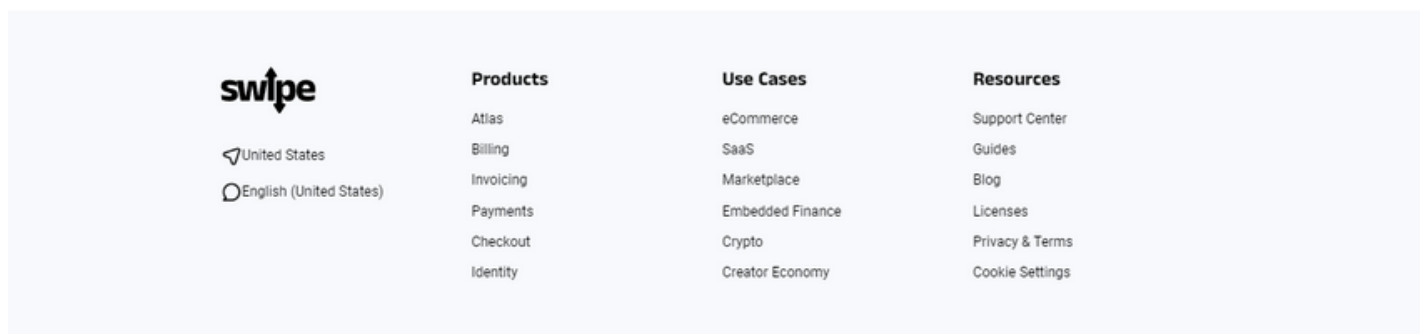 swipe
United States
English (United States)
Products
Atlas
Billing
Invoicing
Payments
Checkout
Identity
Use Cases
eCommerce
SaaS
Marketplace
Embedded Finance
Crypto
Creator Economy
Resources
Support Center
Guides
Blog
Licenses
Privacy & Terms
Cookie Settings